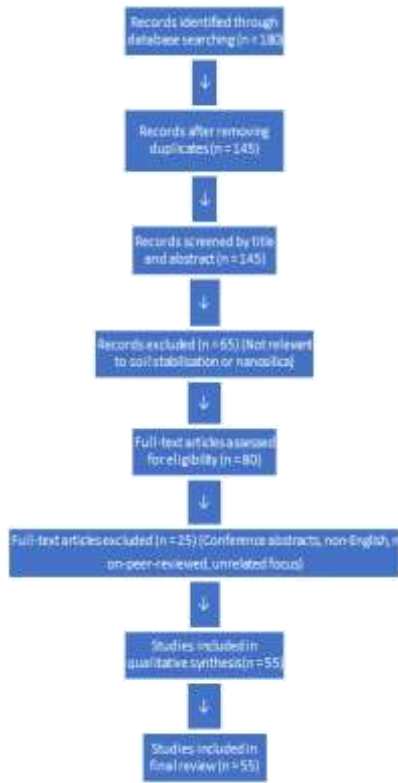 Records identified through
database searching (n = 180)
↓
Records after removing
duplicates (n = 145)
↓
Records screened by title
and abstract (n = 145)
↓
Records excluded (n = 65) (Not relevant
to soil stabilisation or nanosilica)
↓
Full-text articles assessed
for eligibility (n = 80)
↓
Full-text articles excluded (n = 25) (Conference abstracts, non-English, n
on-peer-reviewed, unrelated focus)
↓
Studies included in
qualitative synthesis (n = 55)
↓
Studies included in
final review (n = 55)